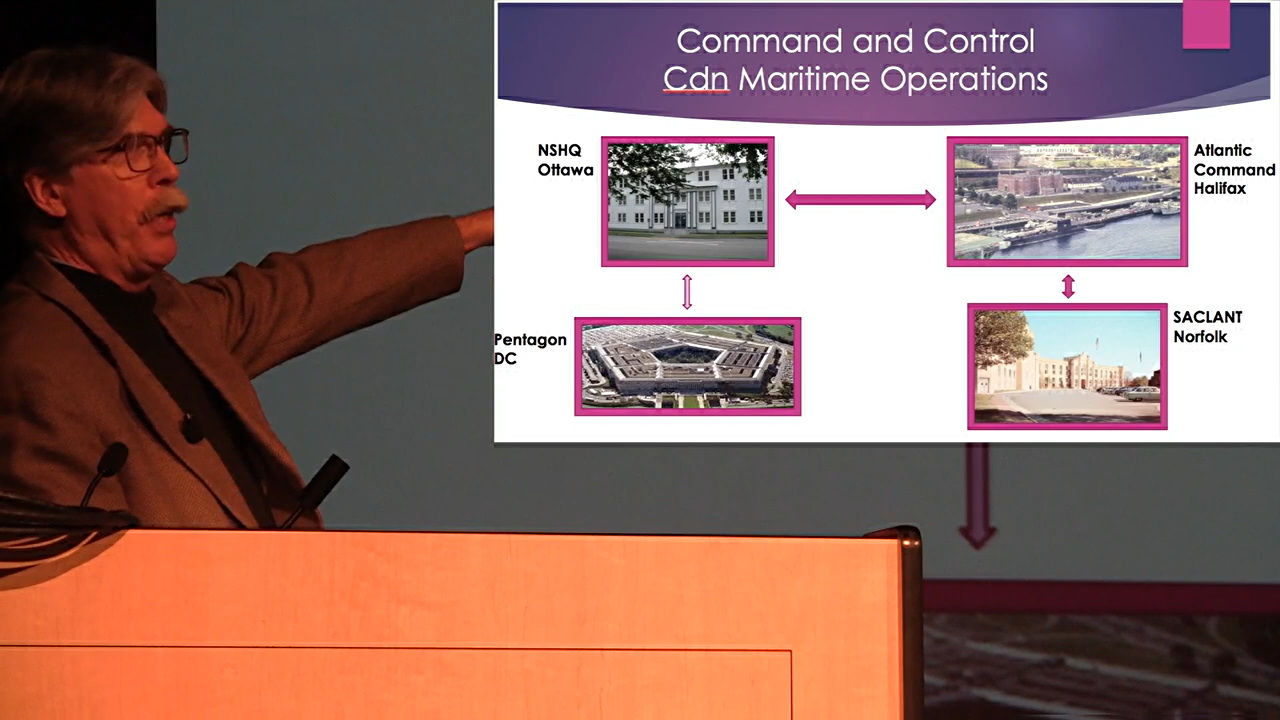 Command and Control
Cdn Maritime Operations
NSHQ
Ottawa
Atlantic
Command
Halifax
Pentagon
DC
SACLANT
Norfolk